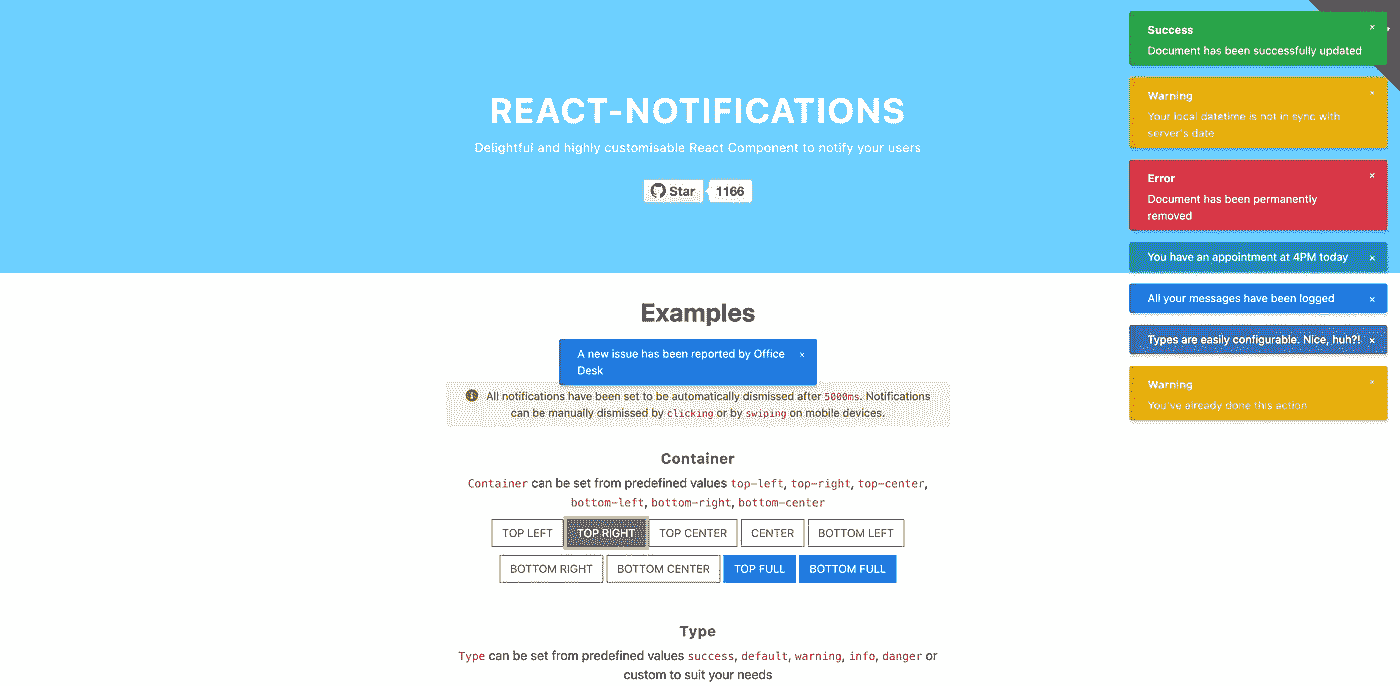 REACT-NOTIFICATIONS
Delightful and highly customisable React Component to notify your users
Star 1166
Success ×
Document has been successfully updated
Warning ×
Your local datetime is not in sync with
server's date
Error ×
Document has been permanently
removed
You have an appointment at 4PM today ×
All your messages have been logged ×
Types are easily configurable. Nice, huh?! ×
Warning ×
You've already done this action
Examples
A new issue has been reported by Office ×
Desk
All notifications have been set to be automatically dismissed after 5000ms. Notifications
can be manually dismissed by clicking or by swiping on mobile devices.
Container
Container can be set from predefined values top-left, top-right, top-center,
bottom-left, bottom-right, bottom-center
TOP LEFT TOP RIGHT TOP CENTER CENTER BOTTOM LEFT
BOTTOM RIGHT BOTTOM CENTER TOP FULL BOTTOM FULL
Type
Type can be set from predefined values success, default, warning, info, danger or
custom to suit your needs